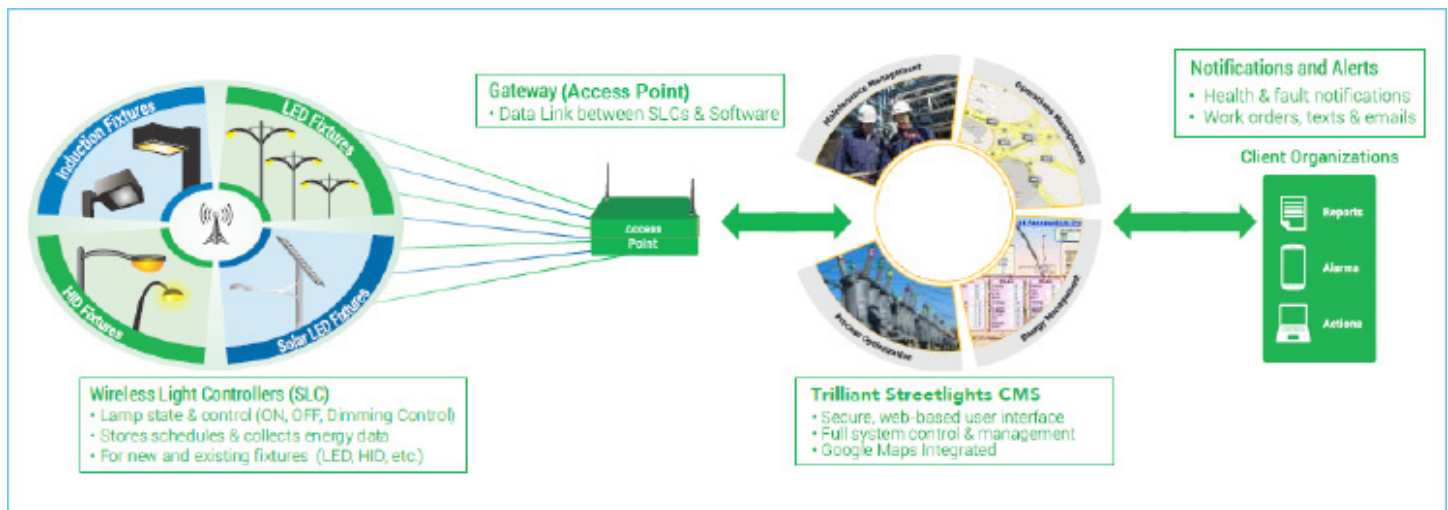 Induction Fixtures
LED Fixtures
HID Fixtures
Solar LED Fixtures
Wireless Light Controllers (SLC)
• Lamp state & control (ON, OFF, Dimming Control)
• Stores schedules & collects energy data
• For new and existing fixtures (LED, HID, etc.)
Gateway (Access Point)
• Data Link between SLCs & Software
Access
Point
Maintenance Management
Operations Management
Process Optimization
Energy Management
Trilliant Streetlights CMS
• Secure, web-based user interface
• Full system control & management
• Google Maps Integrated
Notifications and Alerts
• Health & fault notifications
• Work orders, texts & emails
Client Organizations
Reports
Alarms
Actions